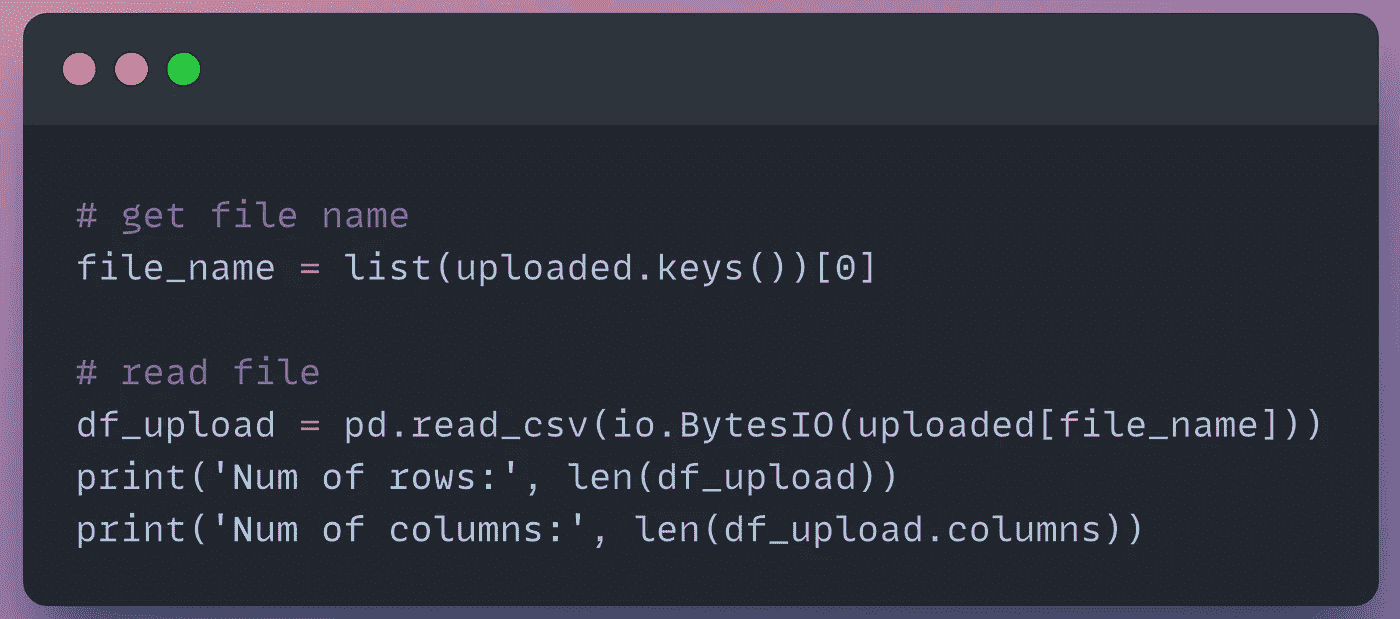 # get file name
file_name = list(uploaded.keys())[0]
# read file
df_upload = pd.read_csv(io.BytesIO(uploaded[file_name]))
print('Num of rows:', len(df_upload))
print('Num of columns:', len(df_upload.columns))